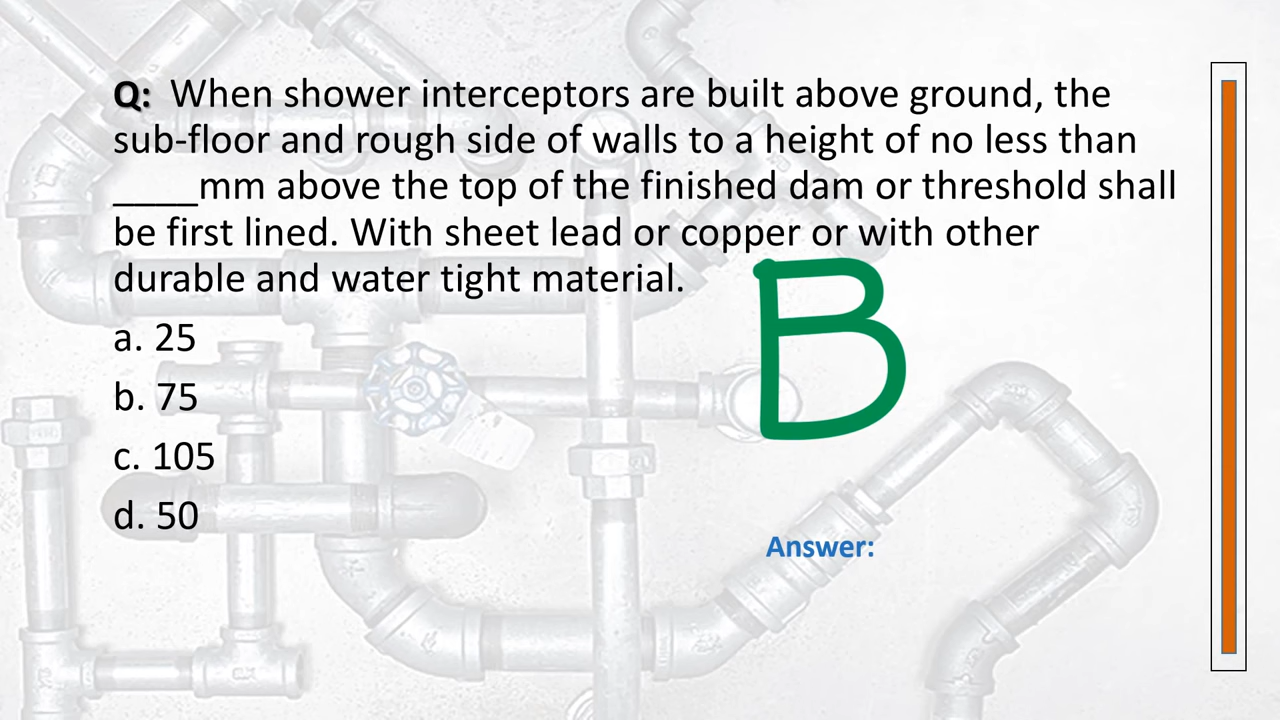 Q: When shower interceptors are built above ground, the
sub-floor and rough side of walls to a height of no less than
____mm above the top of the finished dam or threshold shall
be first lined. With sheet lead or copper or with other
durable and water tight material.
a. 25
b. 75
c. 105
d. 50
B
Answer: